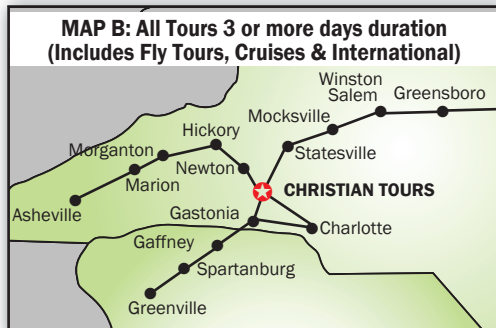 MAP B: All Tours 3 or more days duration
(Includes Fly Tours, Cruises & International)
Winston
Salem
Greensboro
Mocksville
Hickory
Statesville
Morganton
Newton
Marion
CHRISTIAN TOURS
Asheville
Gastonia
Charlotte
Gaffney
Spartanburg
Greenville